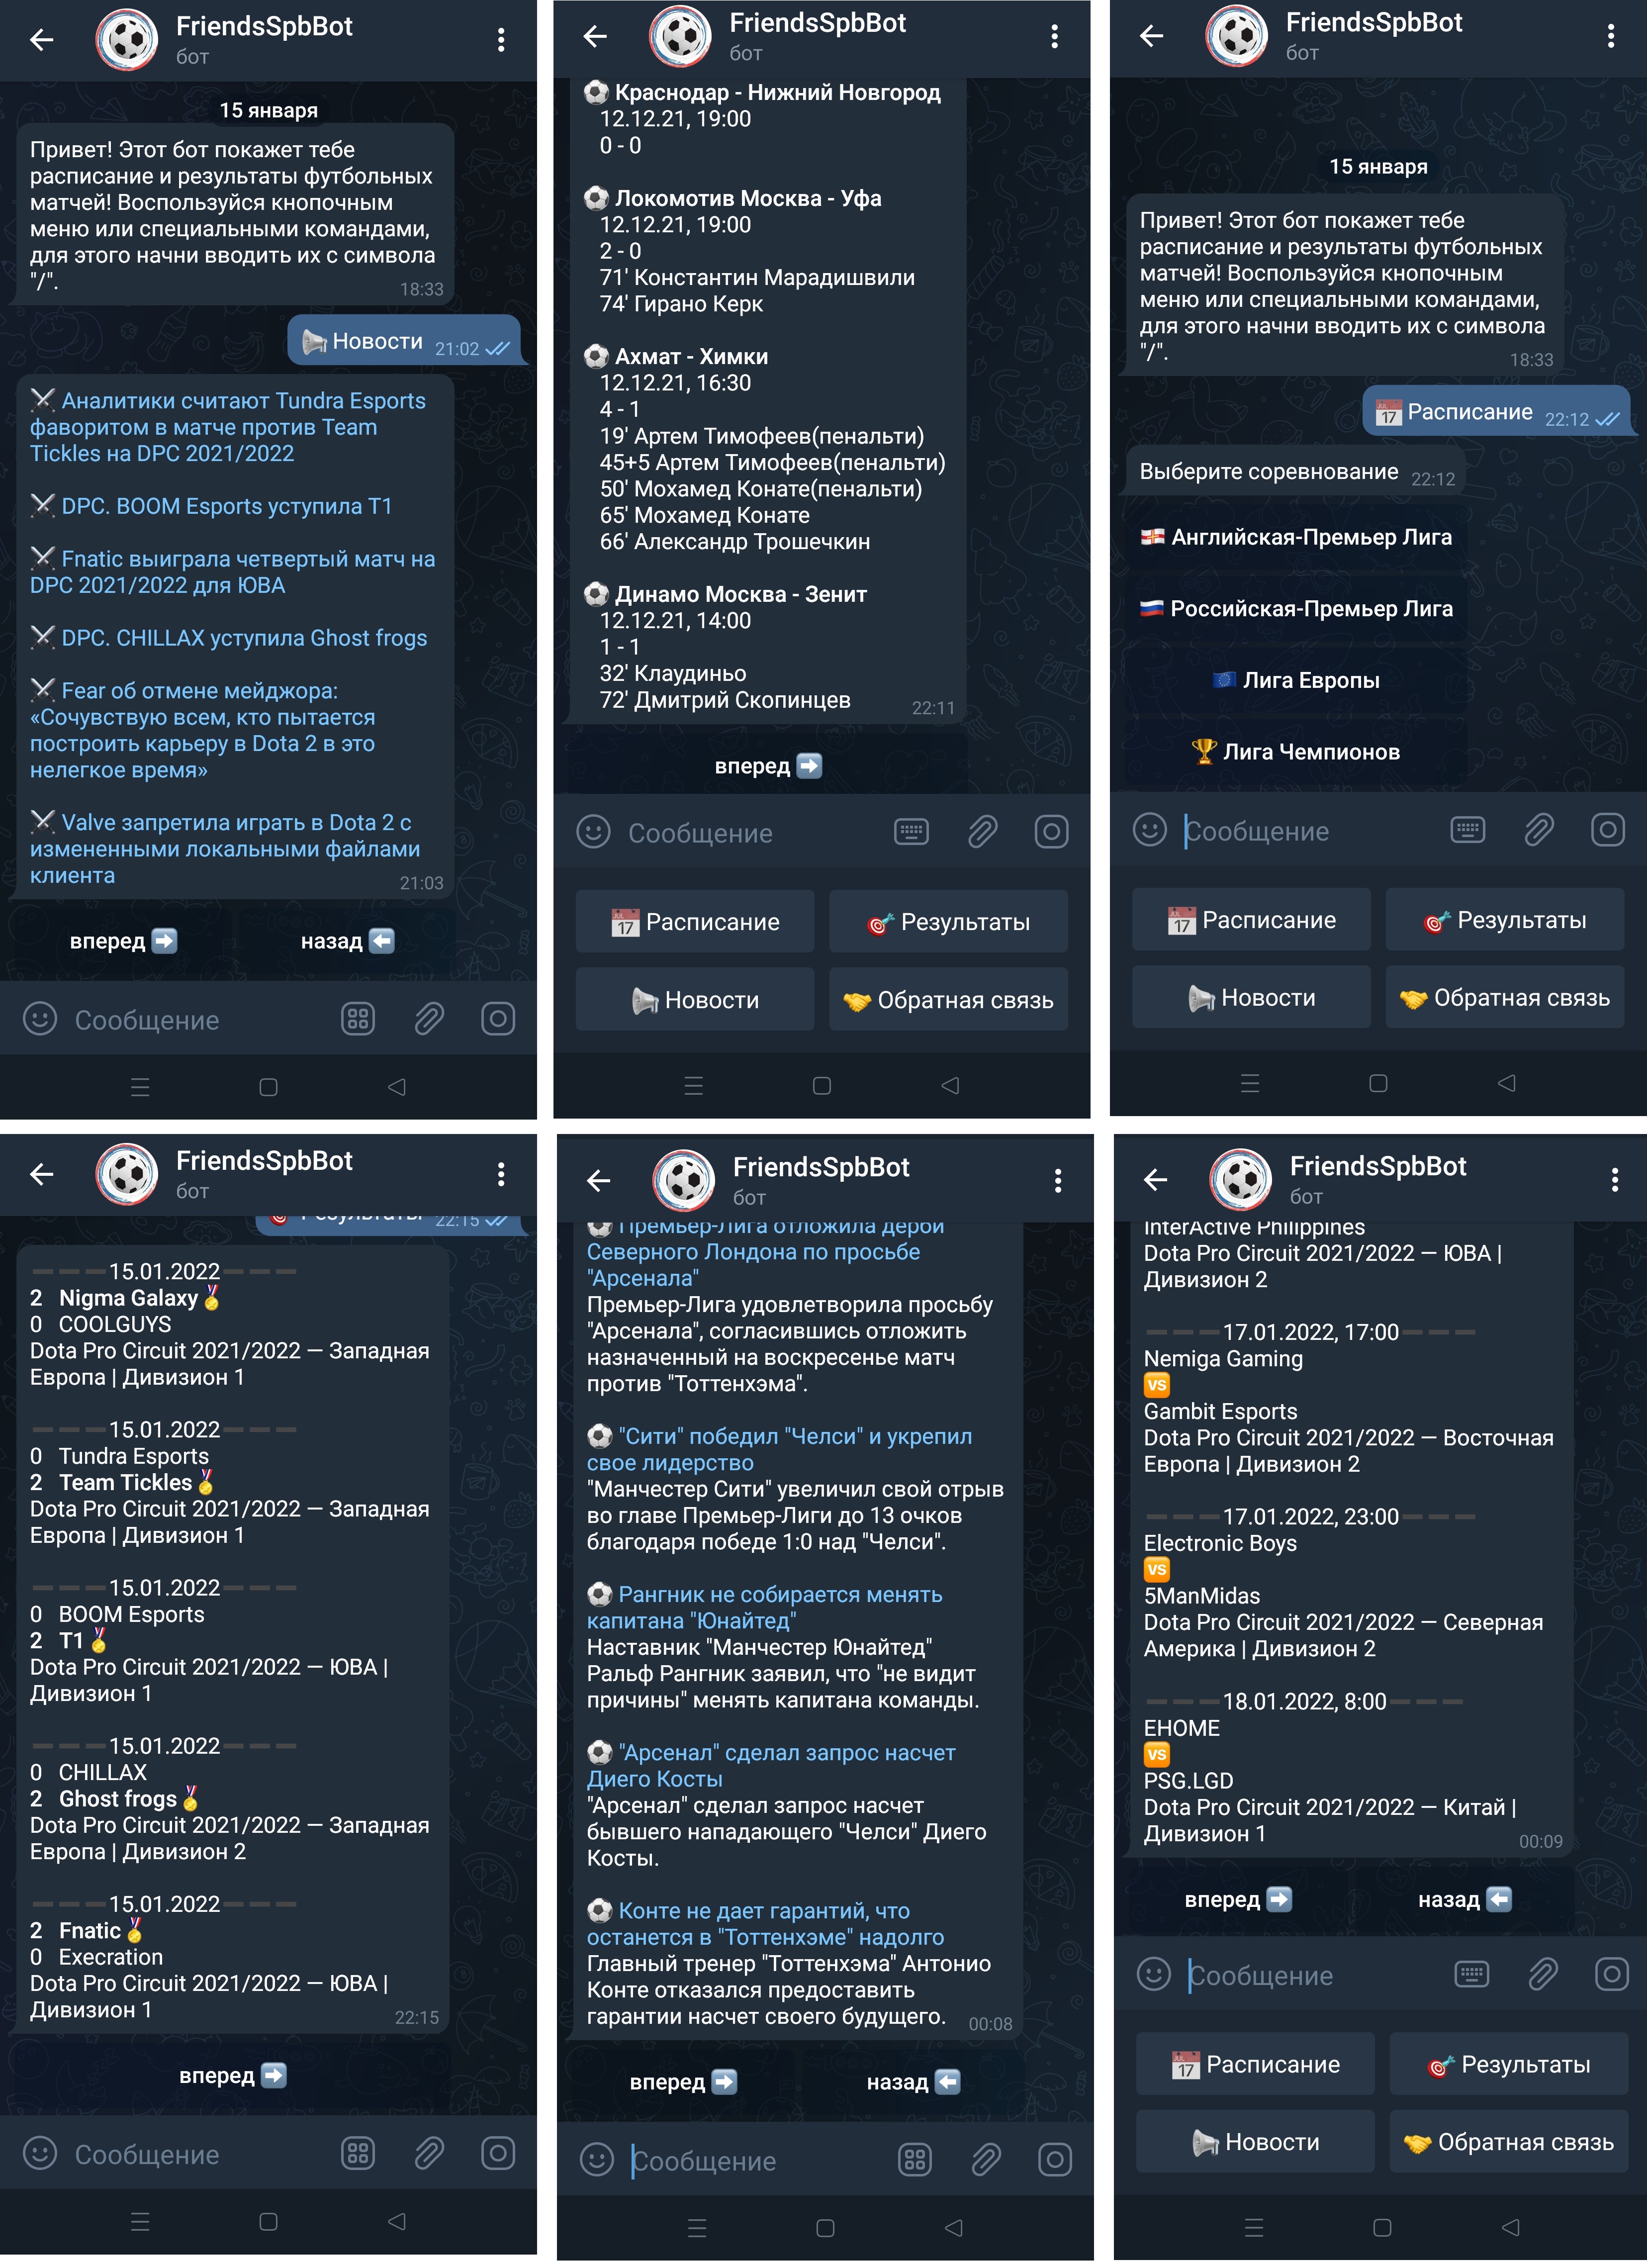 FriendsSpbBot
бот
15 января
Привет! Этот бот покажет тебе
расписание и результаты футбольных
матчей! Воспользуйся кнопочным
меню или специальными командами,
для этого начни вводить их с символа
"/".
18:33
Новости 21:02
Аналитики считают Tundra Esports
фаворитом в матче против Team
Tickles на DPC 2021/2022
DPC. BOOM Esports уступила T1
Fnatic выиграла четвертый матч на
DPC 2021/2022 для ЮВА
DPC. CHILLAX уступила Ghost frogs
Fear об отмене мейджора:
«Сочувствую всем, кто пытается
построить карьеру в Dota 2 в это
нелегкое время»
Valve запретила играть в Dota 2 с
измененными локальными файлами
клиента
21:03
вперед назад
Сообщение
FriendsSpbBot
бот
Краснодар - Нижний Новгород
12.12.21, 19:00
0 - 0
Локомотив Москва - Уфа
12.12.21, 19:00
2 - 0
71' Константин Марадишвили
74' Гирано Керк
Ахмат - Химки
12.12.21, 16:30
4 - 1
19' Артем Тимофеев(пенальти)
45+5 Артем Тимофеев(пенальти)
50' Мохамед Конате(пенальти)
65' Мохамед Конате
66' Александр Трошечкин
Динамо Москва - Зенит
12.12.21, 14:00
1 - 1
32' Клаудиньо
72' Дмитрий Скопинцев
22:11
вперед
Сообщение
JUL 17 Расписание Результаты
Новости Обратная связь
FriendsSpbBot
бот
15 января
Привет! Этот бот покажет тебе
расписание и результаты футбольных
матчей! Воспользуйся кнопочным
меню или специальными командами,
для этого начни вводить их с символа
"/".
18:33
JUL 17 Расписание 22:12
Выберите соревнование 22:12
Английская-Премьер Лига
Российская-Премьер Лига
Лига Европы
Лига Чемпионов
Сообщение
JUL 17 Расписание Результаты
Новости Обратная связь
FriendsSpbBot
бот
Результаты 22:15
15.01.2022
2 Nigma Galaxy
0 COOLGUYS
Dota Pro Circuit 2021/2022 — Западная
Европа | Дивизион 1
15.01.2022
0 Tundra Esports
2 Team Tickles
Dota Pro Circuit 2021/2022 — Западная
Европа | Дивизион 1
15.01.2022
0 BOOM Esports
2 T1
Dota Pro Circuit 2021/2022 — ЮВА |
Дивизион 1
15.01.2022
0 CHILLAX
2 Ghost frogs
Dota Pro Circuit 2021/2022 — Западная
Европа | Дивизион 2
15.01.2022
2 Fnatic
0 Execration
Dota Pro Circuit 2021/2022 — ЮВА |
Дивизион 1
22:15
вперед
Сообщение
FriendsSpbBot
бот
Премьер-Лига отложила дерби
Северного Лондона по просьбе
"Арсенала"
Премьер-Лига удовлетворила просьбу
"Арсенала", согласившись отложить
назначенный на воскресенье матч
против "Тоттенхэма".
"Сити" победил "Челси" и укрепил
свое лидерство
"Манчестер Сити" увеличил свой отрыв
во главе Премьер-Лиги до 13 очков
благодаря победе 1:0 над "Челси".
Рангник не собирается менять
капитана "Юнайтед"
Наставник "Манчестер Юнайтед"
Ральф Рангник заявил, что "не видит
причины" менять капитана команды.
"Арсенал" сделал запрос насчет
Диего Косты
"Арсенал" сделал запрос насчет
бывшего нападающего "Челси" Диего
Косты.
Конте не дает гарантий, что
останется в "Тоттенхэме" надолго
Главный тренер "Тоттенхэма" Антонио
Конте отказался предоставить
гарантии насчет своего будущего.
00:08
вперед назад
Сообщение
FriendsSpbBot
бот
InterActive Philippines
Dota Pro Circuit 2021/2022 — ЮВА |
Дивизион 2
17.01.2022, 17:00
Nemiga Gaming
VS
Gambit Esports
Dota Pro Circuit 2021/2022 — Восточная
Европа | Дивизион 2
17.01.2022, 23:00
Electronic Boys
VS
5ManMidas
Dota Pro Circuit 2021/2022 — Северная
Америка | Дивизион 2
18.01.2022, 8:00
EHOME
VS
PSG.LGD
Dota Pro Circuit 2021/2022 — Китай |
Дивизион 1
00:09
вперед назад
Сообщение
JUL 17 Расписание Результаты
Новости Обратная связь